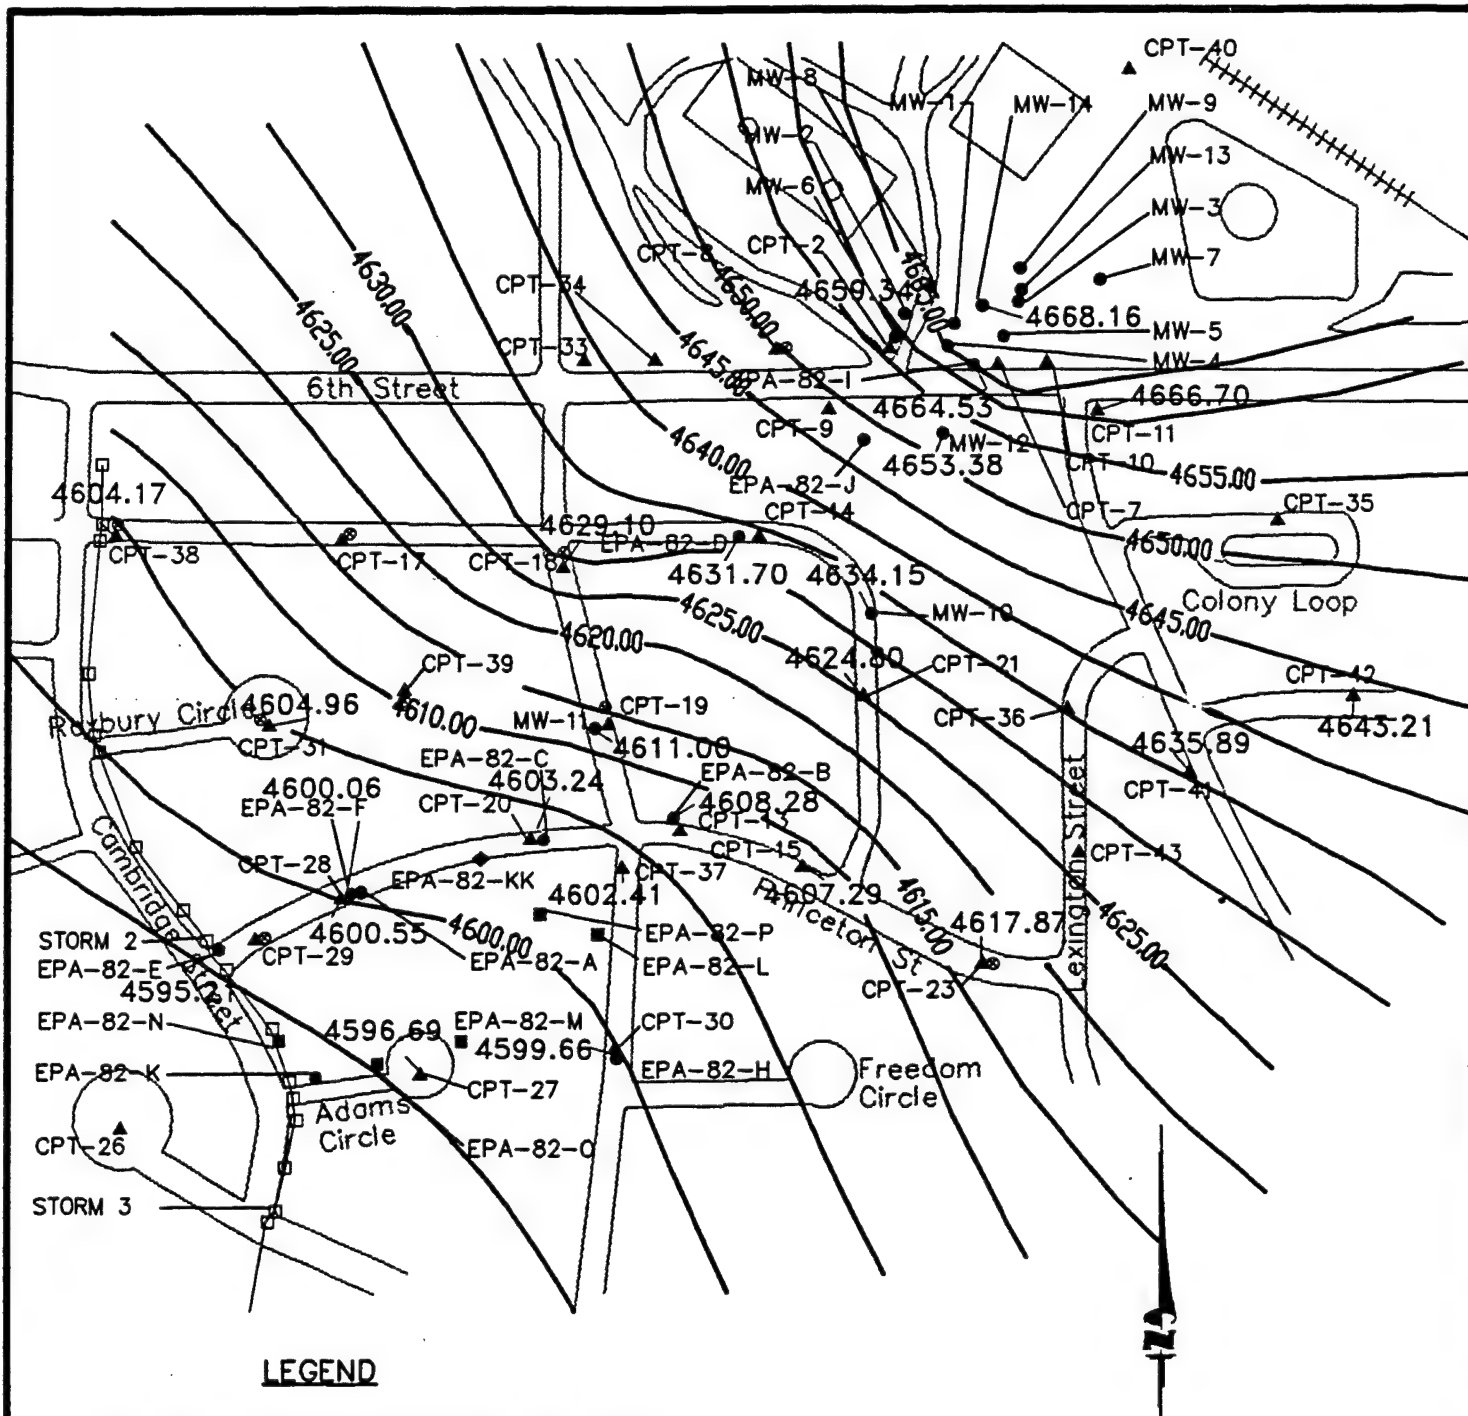 CPT-40
MW-8
MW-1
MW-14
MW-9
MW-2
MW-13
MW-6
MW-3
CPT-8
CPT-2
MW-7
4630.00
CPT-34
4625.00
4650.00
4659.34
4668.16
MW-5
CPT-33
4645.00
MW-4
6th Street
EPA-82-I
4664.53
4666.70
CPT-9
CPT-11
4640.00
MW-12
4653.38
CPT-10
4655.00
4604.17
EPA-82-J
CPT-14
CPT-7
CPT-35
4629.10
EPA-82-D
CPT-38
CPT-17
CPT-18
4631.70
4634.15
4650.00
Colony Loop
4625.00
MW-10
4645.00
4620.00
4624.80
CPT-39
CPT-21
CPT-42
4604.96
Roxbury Circle
4610.00
MW-11
CPT-19
CPT-36
4643.21
CPT-31
4611.00
4635.89
EPA-82-C
4603.24
EPA-82-B
4600.06
EPA-82-F
CPT-20
4608.28
CPT-13
CPT-41
Lexington Street
Cambridge Street
CPT-28
EPA-82-KK
CPT-15
CPT-37
4607.29
CPT-43
4602.41
Princeton St
4615.00
4617.87
4625.00
STORM 2
4600.55
4600.00
EPA-82-P
EPA-82-E
CPT-29
EPA-82-A
EPA-82-L
CPT-23
4595.21
EPA-82-N
4596.69
EPA-82-M
CPT-30
4599.66
EPA-82-K
CPT-27
EPA-82-H
Freedom
Circle
Adams
Circle
CPT-26
EPA-82-O
STORM 3
LEGEND